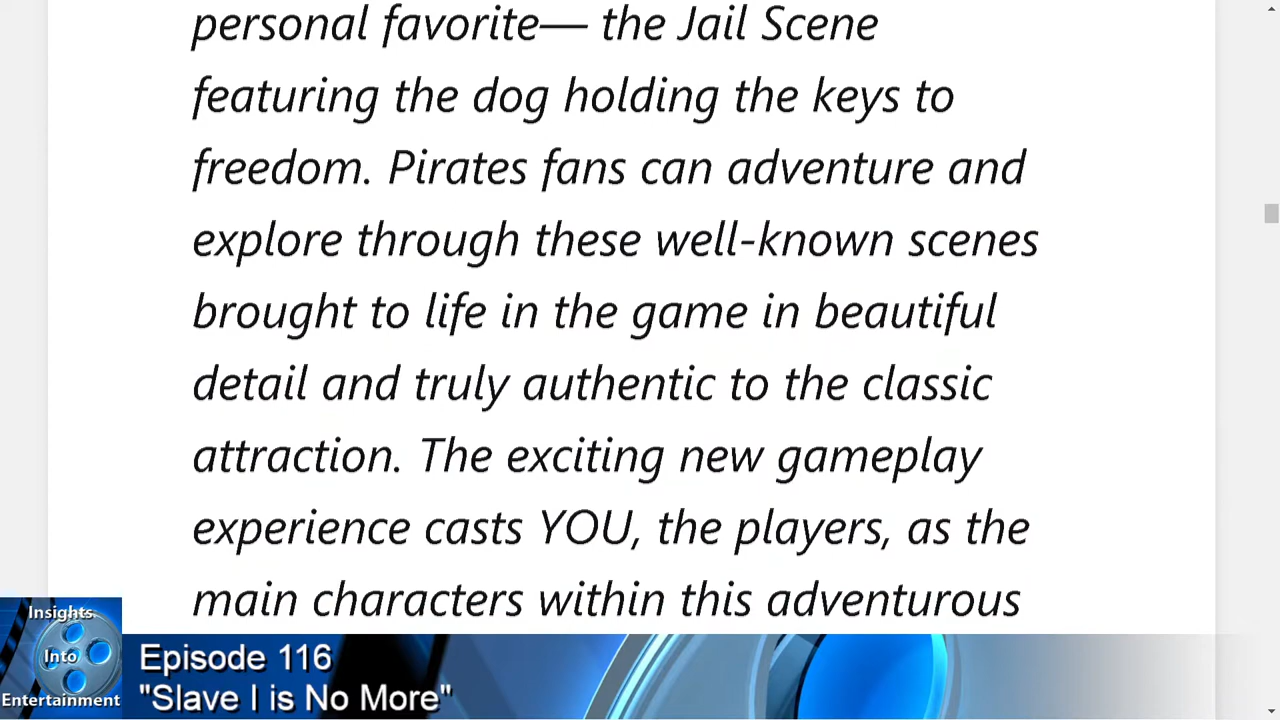 personal favorite— the Jail Scene
featuring the dog holding the keys to
freedom. Pirates fans can adventure and
explore through these well-known scenes
brought to life in the game in beautiful
detail and truly authentic to the classic
attraction. The exciting new gameplay
experience casts YOU, the players, as the
main characters within this adventurous
Insights
Into
Entertainment
Episode 116
"Slave I is No More"